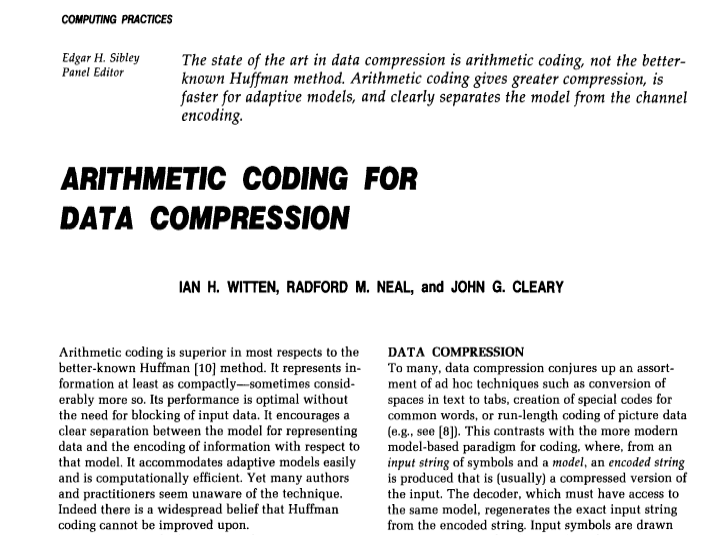 COMPUTING PRACTICES
Edgar H. Sibley
Panel Editor
The state of the art in data compression is arithmetic coding, not the better-
known Huffman method. Arithmetic coding gives greater compression, is
faster for adaptive models, and clearly separates the model from the channel
encoding.
ARITHMETIC CODING FOR
DATA COMPRESSION
IAN H. WITTEN, RADFORD M. NEAL, and JOHN G. CLEARY
Arithmetic coding is superior in most respects to the
better-known Huffman [10] method. It represents in-
formation at least as compactly—sometimes consid-
erably more so. Its performance is optimal without
the need for blocking of input data. It encourages a
clear separation between the model for representing
data and the encoding of information with respect to
that model. It accommodates adaptive models easily
and is computationally efficient. Yet many authors
and practitioners seem unaware of the technique.
Indeed there is a widespread belief that Huffman
coding cannot be improved upon.
DATA COMPRESSION
To many, data compression conjures up an assort-
ment of ad hoc techniques such as conversion of
spaces in text to tabs, creation of special codes for
common words, or run-length coding of picture data
(e.g., see [8]). This contrasts with the more modern
model-based paradigm for coding, where, from an
input string of symbols and a model, an encoded string
is produced that is (usually) a compressed version of
the input. The decoder, which must have access to
the same model, regenerates the exact input string
from the encoded string. Input symbols are drawn